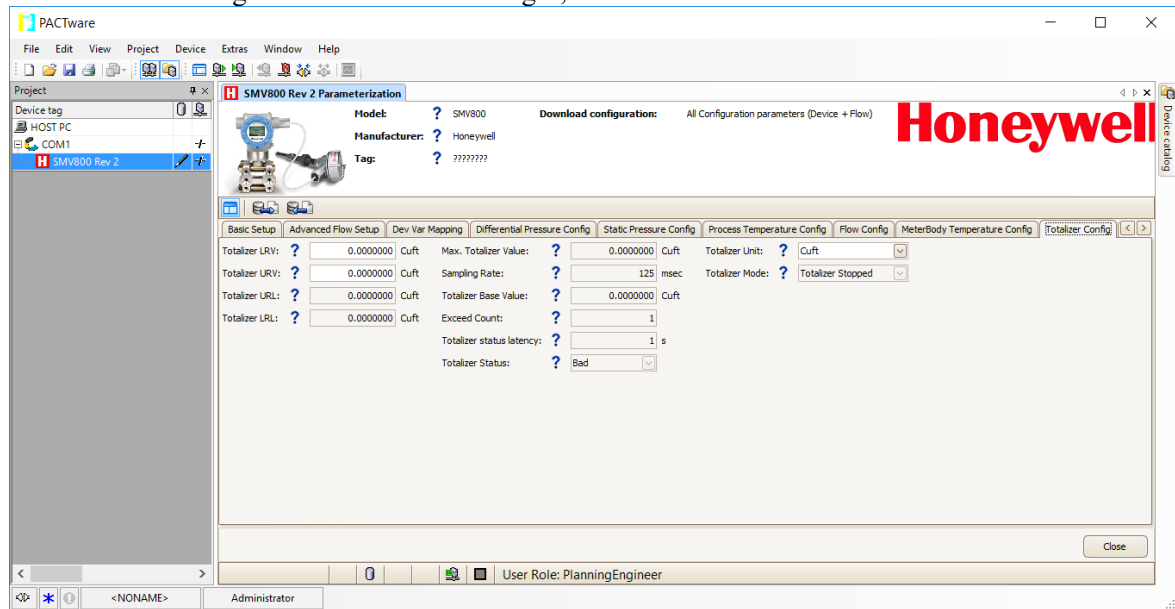 PACTware
File Edit View Project Device Extras Window Help
Project
SMV800 Rev 2 Parameterization
Device tag
HOST PC
COM1
SMV800 Rev 2
Model: ? SMV800 Download configuration: All Configuration parameters (Device + Flow)
Manufacturer: ? Honeywell
Tag: ? ????????
Honeywell
Device catalog
Basic Setup Advanced Flow Setup Dev Var Mapping Differential Pressure Config Static Pressure Config Process Temperature Config Flow Config MeterBody Temperature Config Totalizer Config
Totalizer LRV: ? 0.0000000 Cuft Max. Totalizer Value: ? 0.0000000 Cuft Totalizer Unit: ? Cuft
Totalizer URV: ? 0.0000000 Cuft Sampling Rate: ? 125 msec Totalizer Mode: ? Totalizer Stopped
Totalizer URL: ? 0.0000000 Cuft Totalizer Base Value: ? 0.0000000 Cuft
Totalizer LRL: ? 0.0000000 Cuft Exceed Count: ? 1
Totalizer status latency: ? 1 s
Totalizer Status: ? Bad
Close
User Role: PlanningEngineer
<NONAME> Administrator